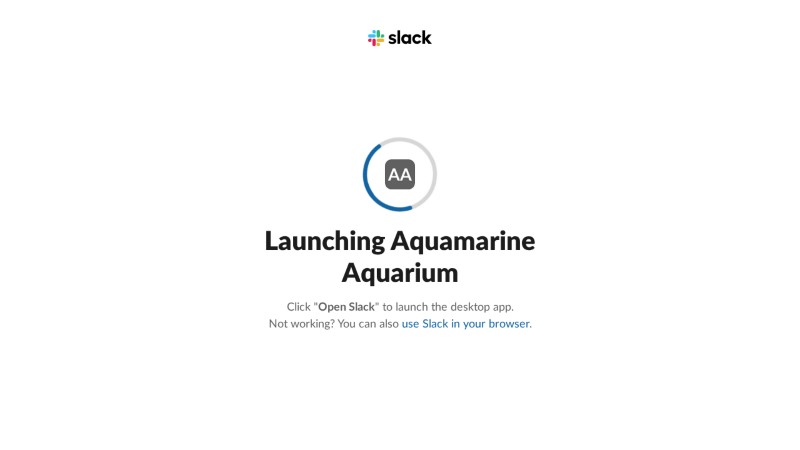 slack
AA
Launching Aquamarine
Aquarium
Click "Open Slack" to launch the desktop app.
Not working? You can also use Slack in your browser.